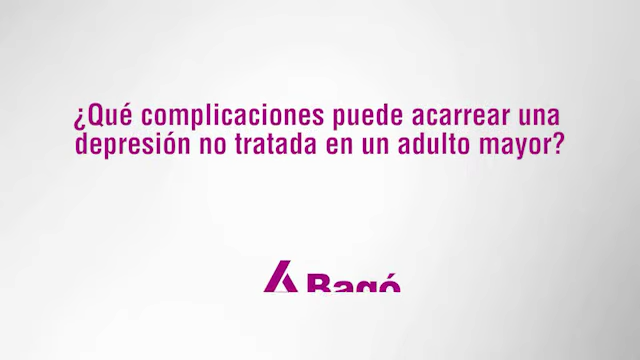 ¿Qué complicaciones puede acarrear una
depresión no tratada en un adulto mayor?
Bagó